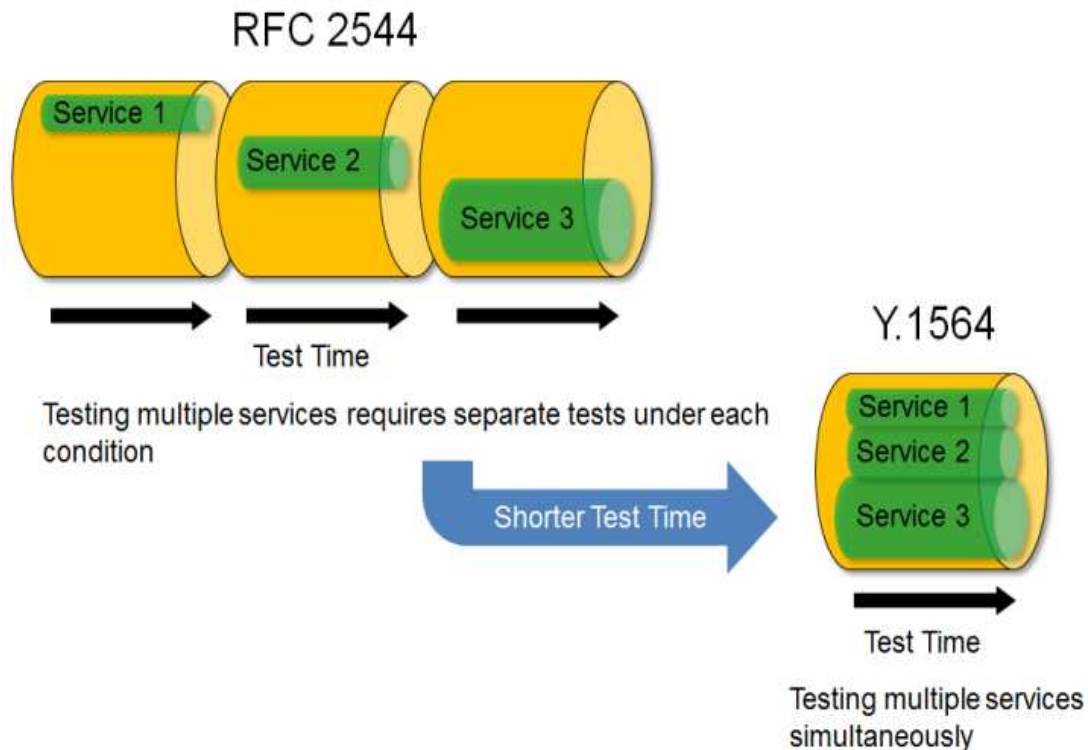 RFC 2544
Service 1
Service 2
Service 3
Test Time
Testing multiple services requires separate tests under each
condition
Shorter Test Time
Y.1564
Service 1
Service 2
Service 3
Test Time
Testing multiple services
simultaneously